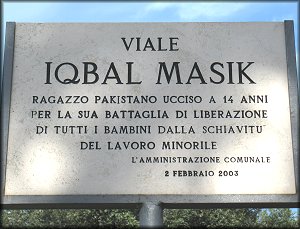 VIALE
IQBAL MASIK
RAGAZZO PAKISTANO UCCISO A 14 ANNI
PER LA SUA BATTAGLIA DI LIBERAZIONE
DI TUTTI I BAMBINI DALLA SCHIAVITU'
DEL LAVORO MINORILE
L'AMMINISTRAZIONE COMUNALE
2 FEBBRAIO 2003